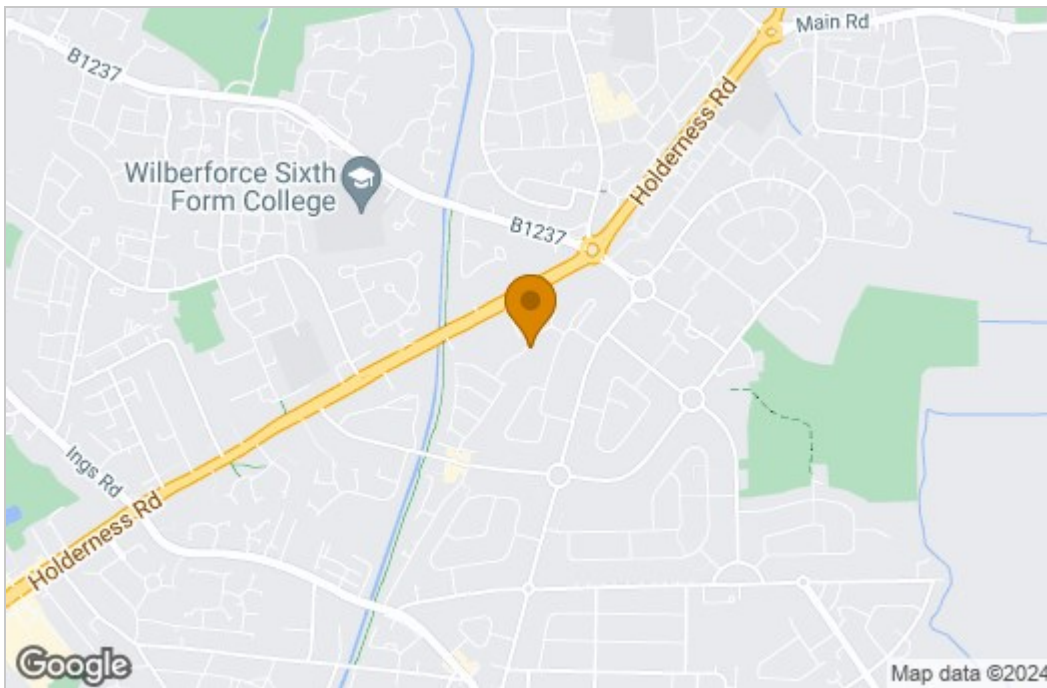 B1237
Main Rd
Holderness Rd
Wilberforce Sixth
Form College
B1237
Ings Rd
Holderness Rd
Google
Map data ©2024